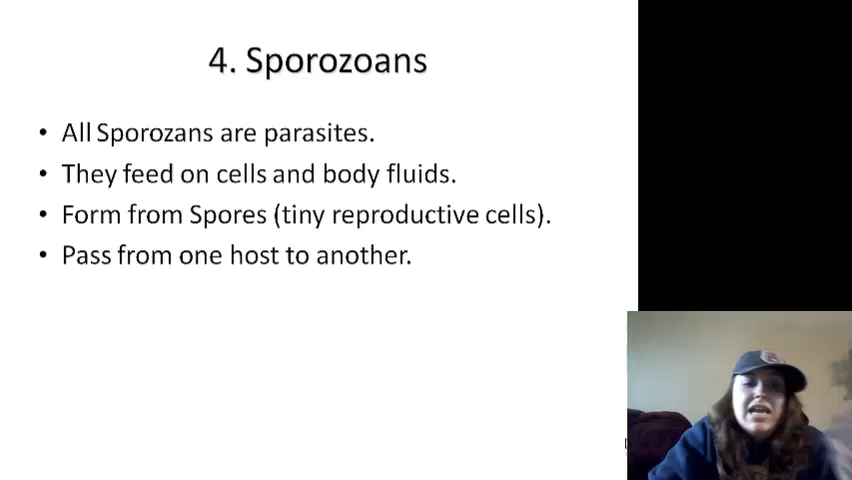 4. Sporozoans
• All Sporozans are parasites.
• They feed on cells and body fluids.
• Form from Spores (tiny reproductive cells).
• Pass from one host to another.